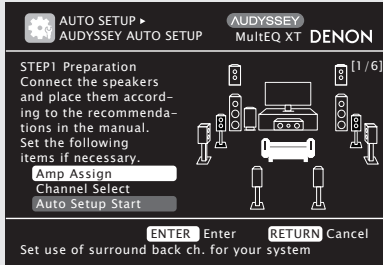 AUTO SETUP ▸
AUDYSSEY AUTO SETUP
AUDYSSEY
MultEQ XT DENON
[1/6]
STEP1 Preparation
Connect the speakers
and place them accord-
ing to the recommenda-
tions in the manual.
Set the following
items if necessary.
Amp Assign
Channel Select
Auto Setup Start
ENTER Enter RETURN Cancel
Set use of surround back ch. for your system